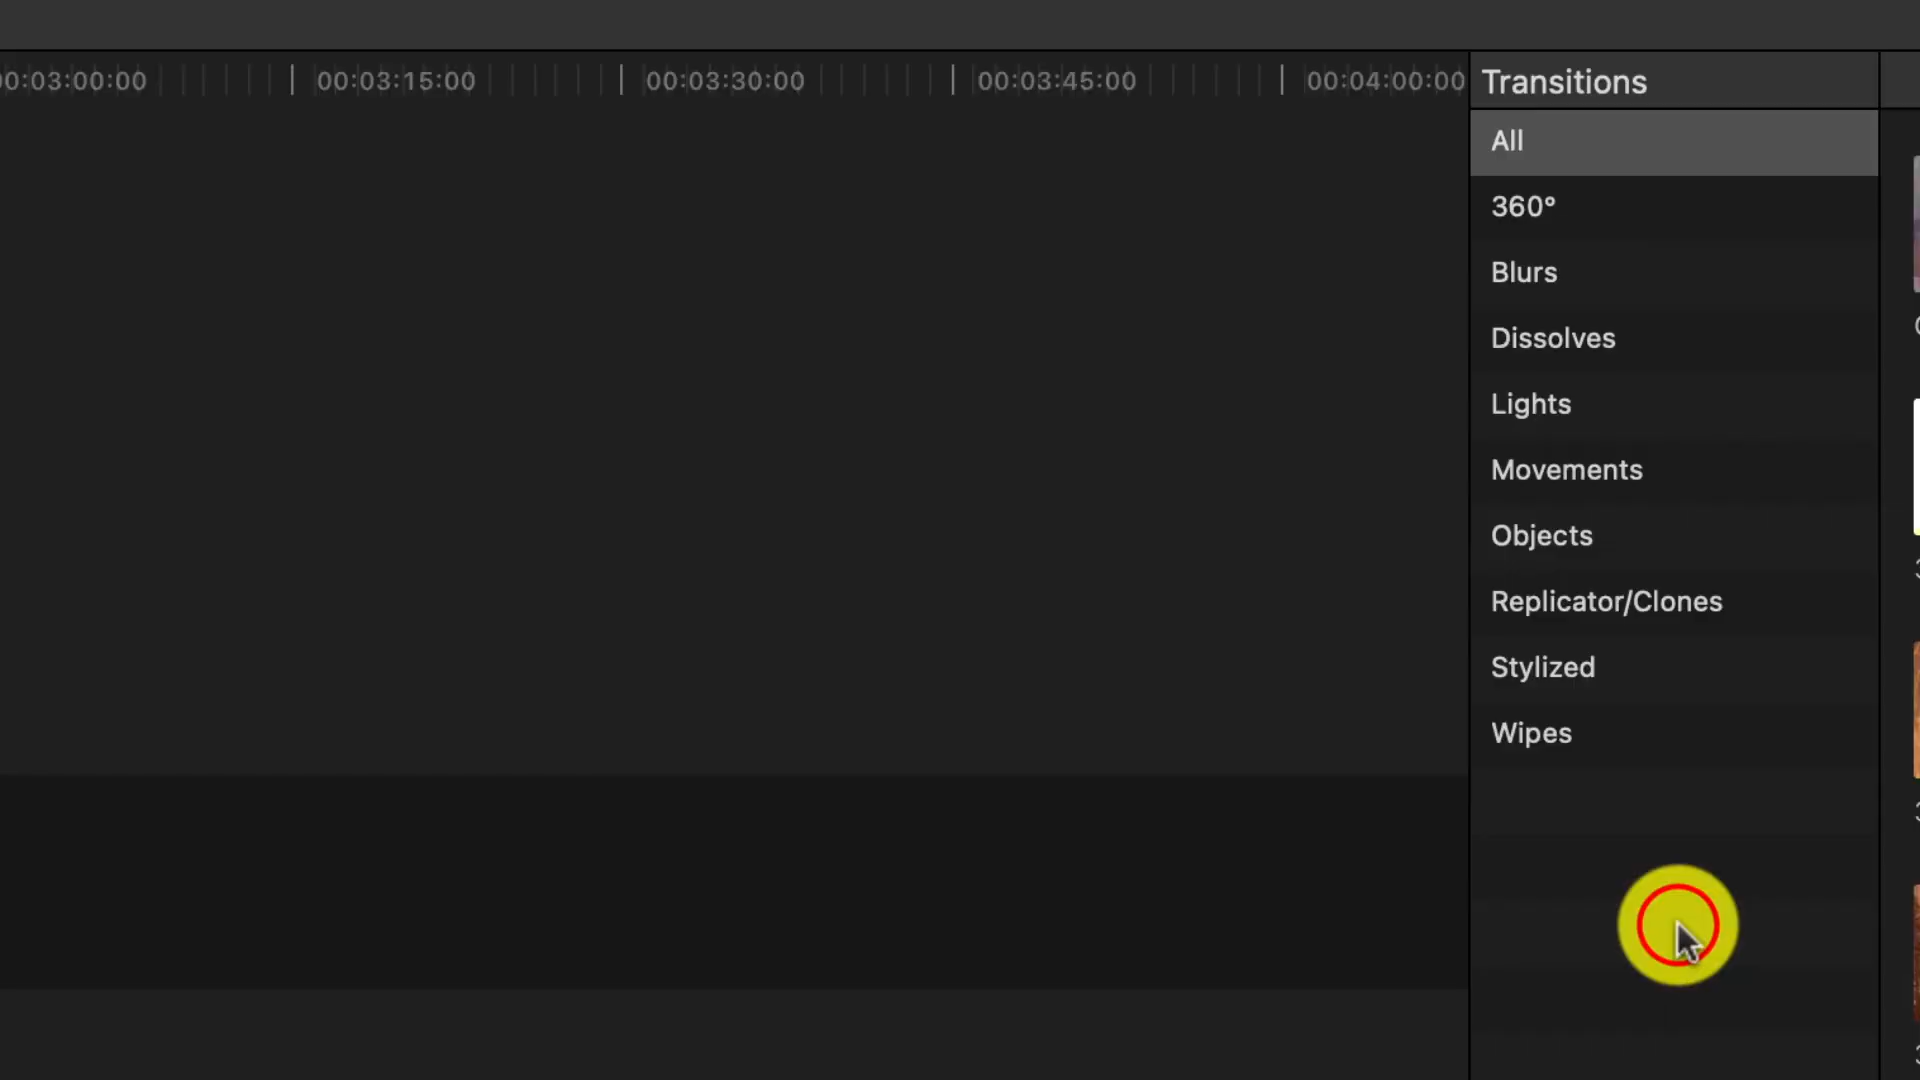 0:03:00:00 00:03:15:00 00:03:30:00 00:03:45:00 00:04:00:00
Transitions
All
360°
Blurs
Dissolves
Lights
Movements
Objects
Replicator/Clones
Stylized
Wipes